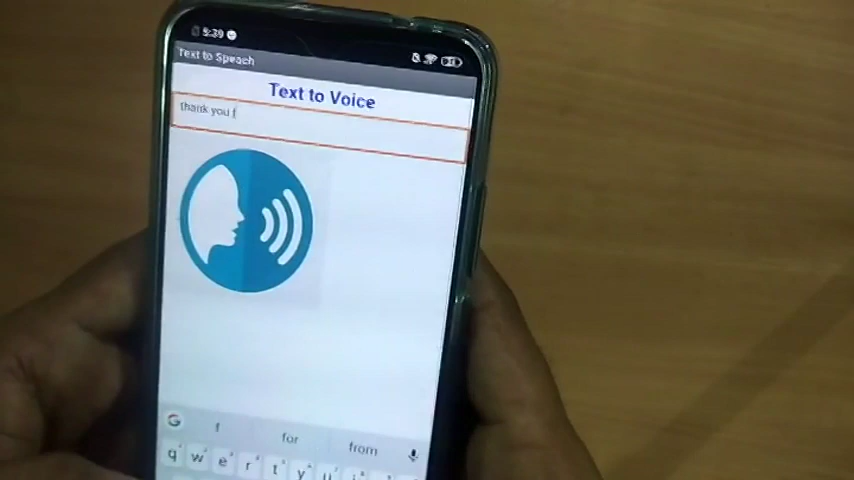 5:39
Text to Speach
Text to Voice
thank you f
G f for from
q w e r t y u